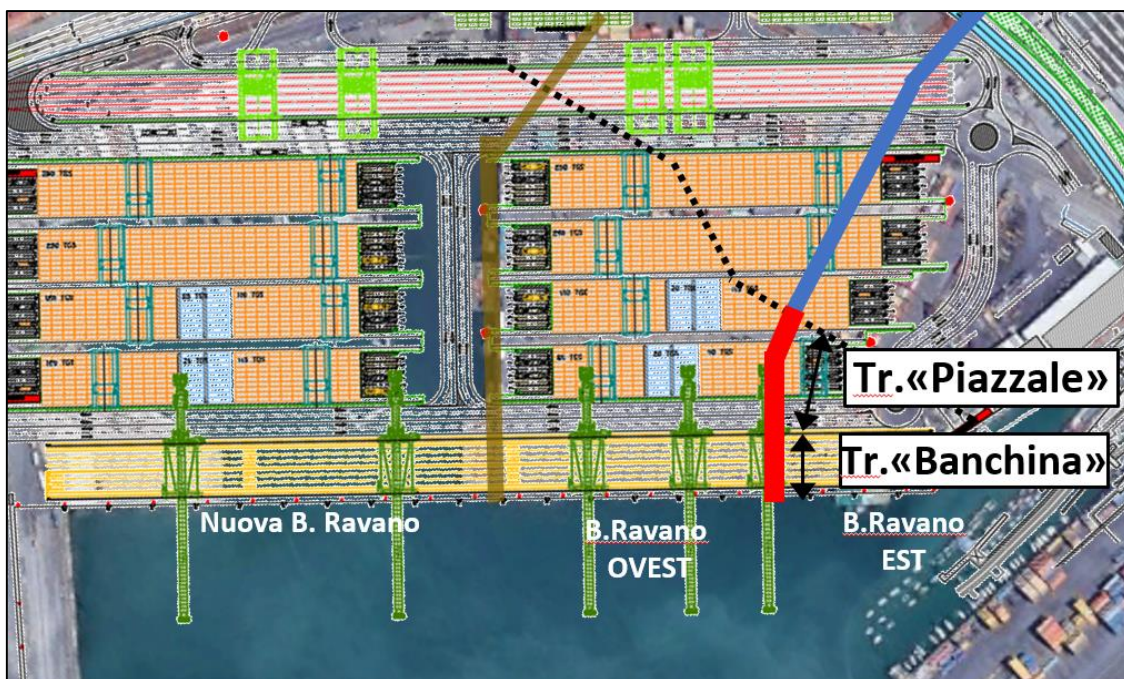 Tr.«Piazzale»
Tr.«Banchina»
Nuova B. Ravano
B.Ravano
OVEST
B.Ravano
EST